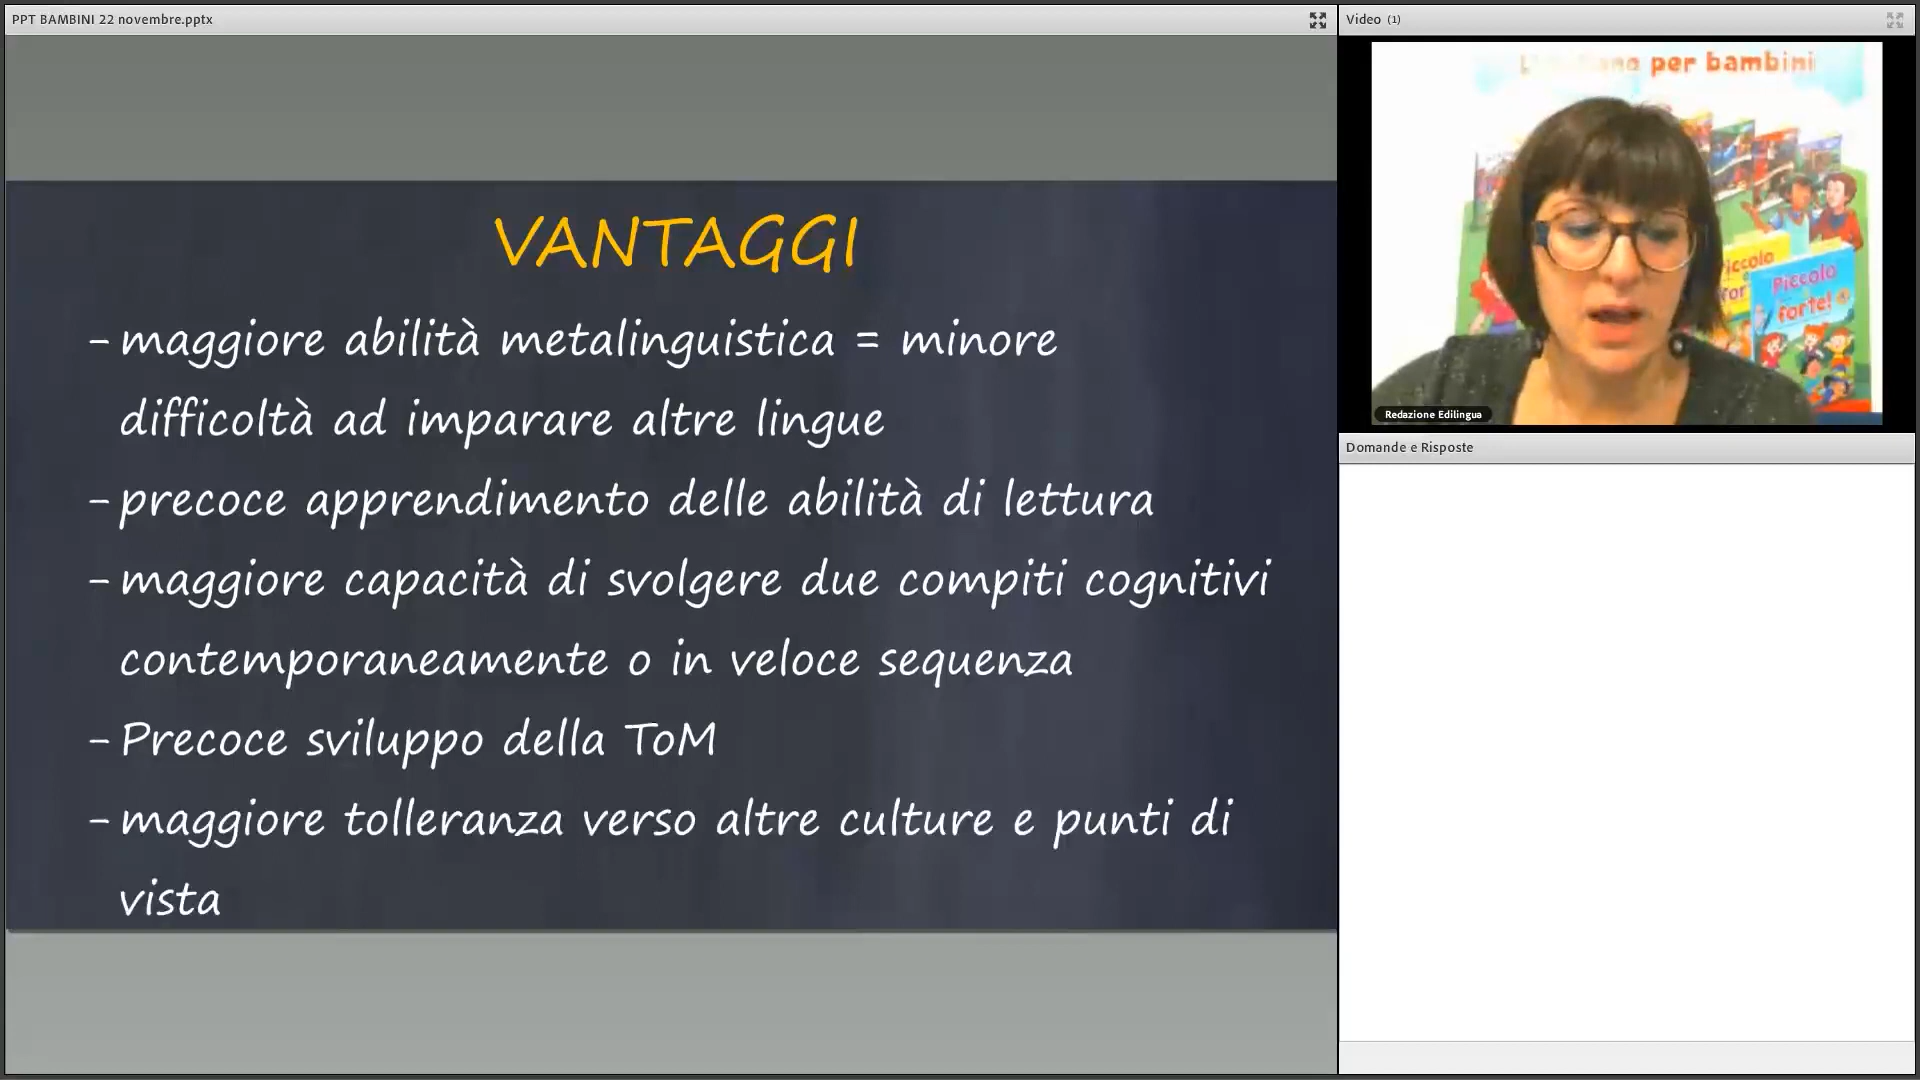 PPT BAMBINI 22 novembre.pptx
VANTAGGI
- maggiore abilità metalinguistica = minore
difficoltà ad imparare altre lingue
- precoce apprendimento delle abilità di lettura
- maggiore capacità di svolgere due compiti cognitivi
contemporaneamente o in veloce sequenza
- Precoce sviluppo della ToM
- maggiore tolleranza verso altre culture e punti di
vista
Video (1)
per bambini
Piccolo
forte!
Redazione Edilingua
Domande e Risposte